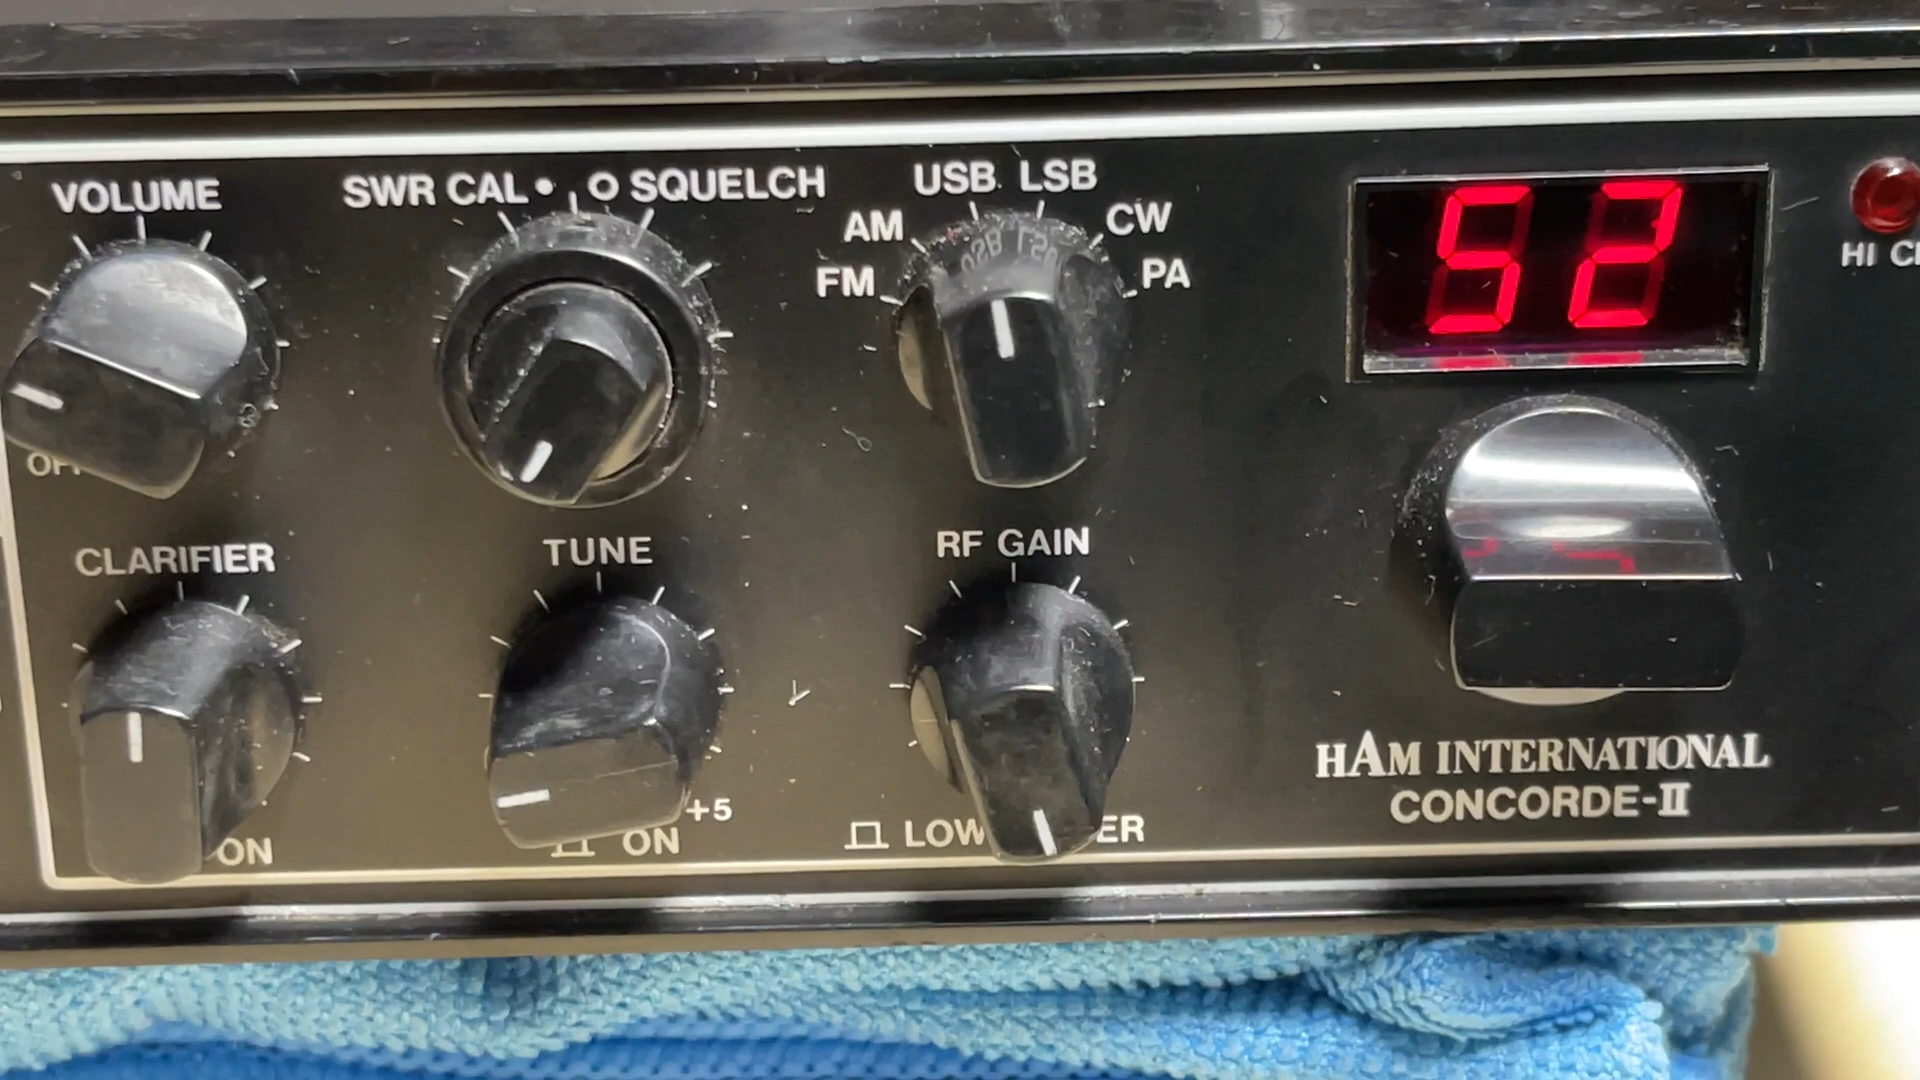 VOLUME
SWR CAL • O SQUELCH
USB LSB
AM
CW
FM
PA
52
CLARIFIER
TUNE
RF GAIN
ON
+5
ON
LOW
HAM INTERNATIONAL
CONCORDE-II
HI